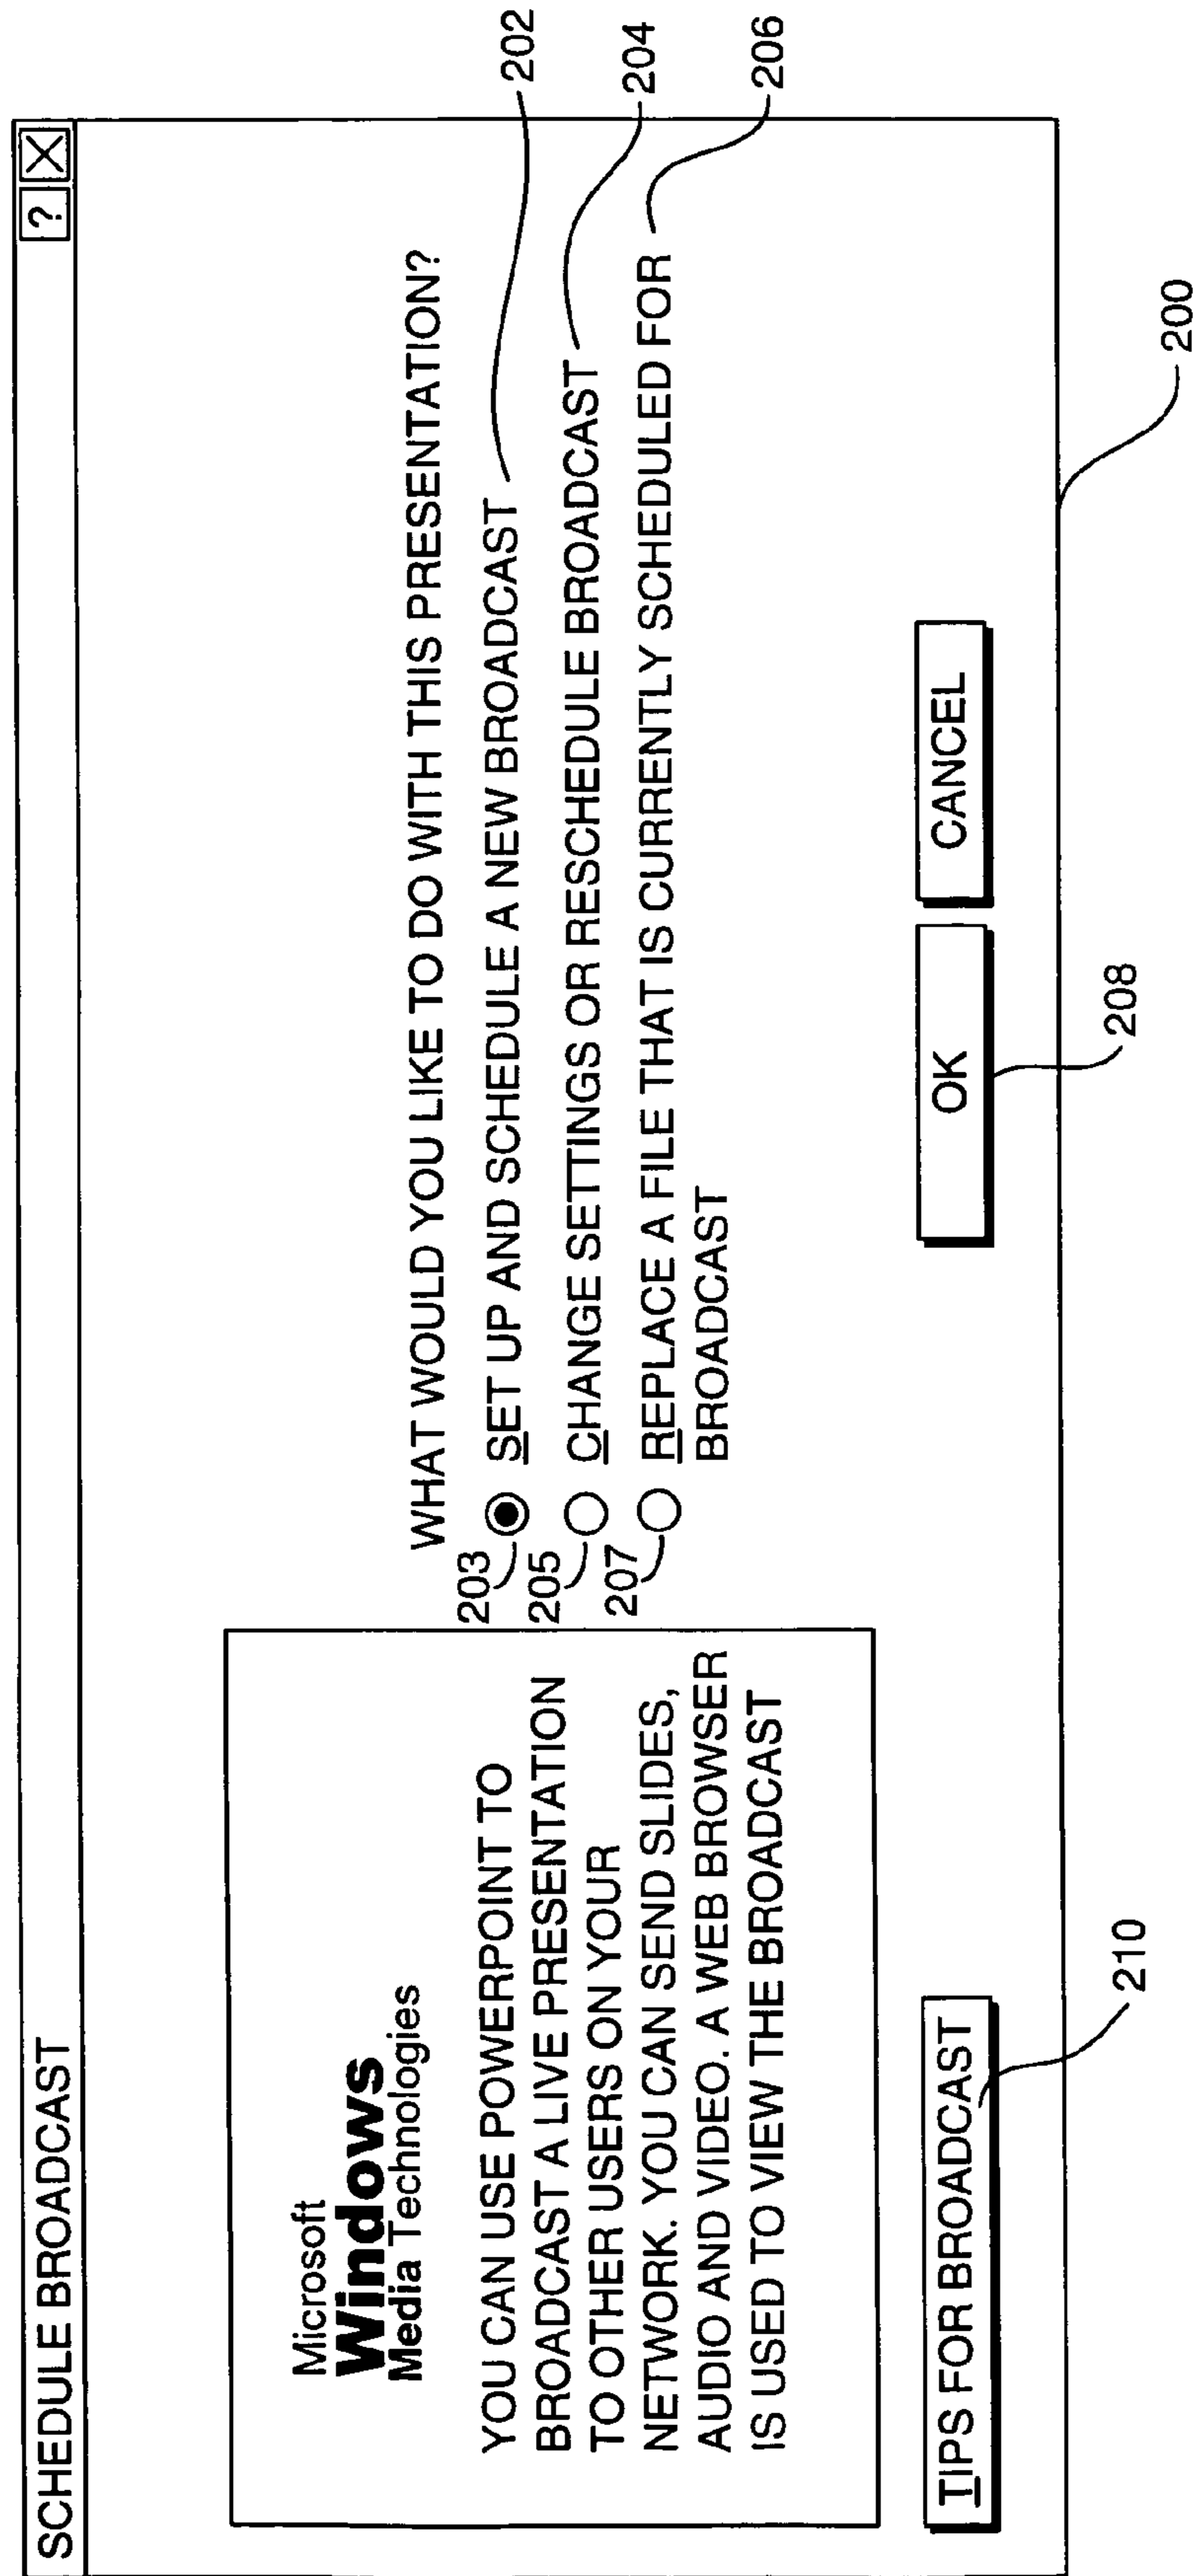 SCHEDULE BROADCAST
? X
Microsoft
Windows
Media Technologies
YOU CAN USE POWERPOINT TO
BROADCAST A LIVE PRESENTATION
TO OTHER USERS ON YOUR
NETWORK. YOU CAN SEND SLIDES,
AUDIO AND VIDEO. A WEB BROWSER
IS USED TO VIEW THE BROADCAST
WHAT WOULD YOU LIKE TO DO WITH THIS PRESENTATION?
203 SET UP AND SCHEDULE A NEW BROADCAST 202
205 CHANGE SETTINGS OR RESCHEDULE BROADCAST 204
207 REPLACE A FILE THAT IS CURRENTLY SCHEDULED FOR 206
BROADCAST
TIPS FOR BROADCAST
OK
CANCEL
210
208
200